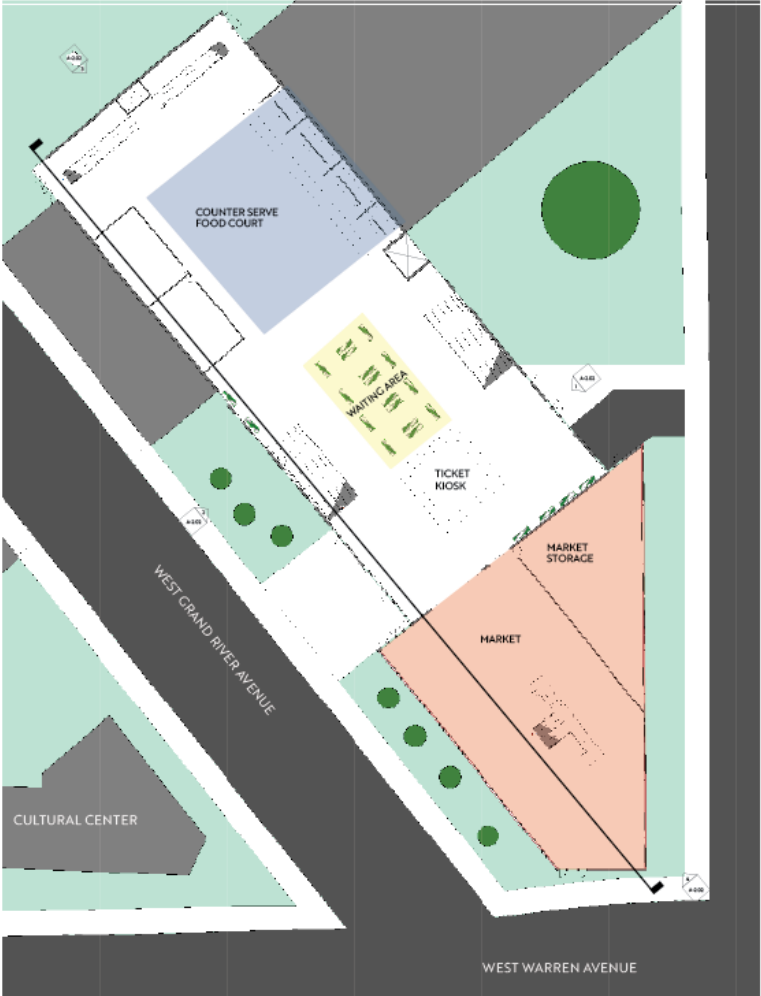 COUNTER SERVE
FOOD COURT
WAITING AREA
TICKET
KIOSK
MARKET
STORAGE
MARKET
WEST GRAND RIVER AVENUE
CULTURAL CENTER
WEST WARREN AVENUE